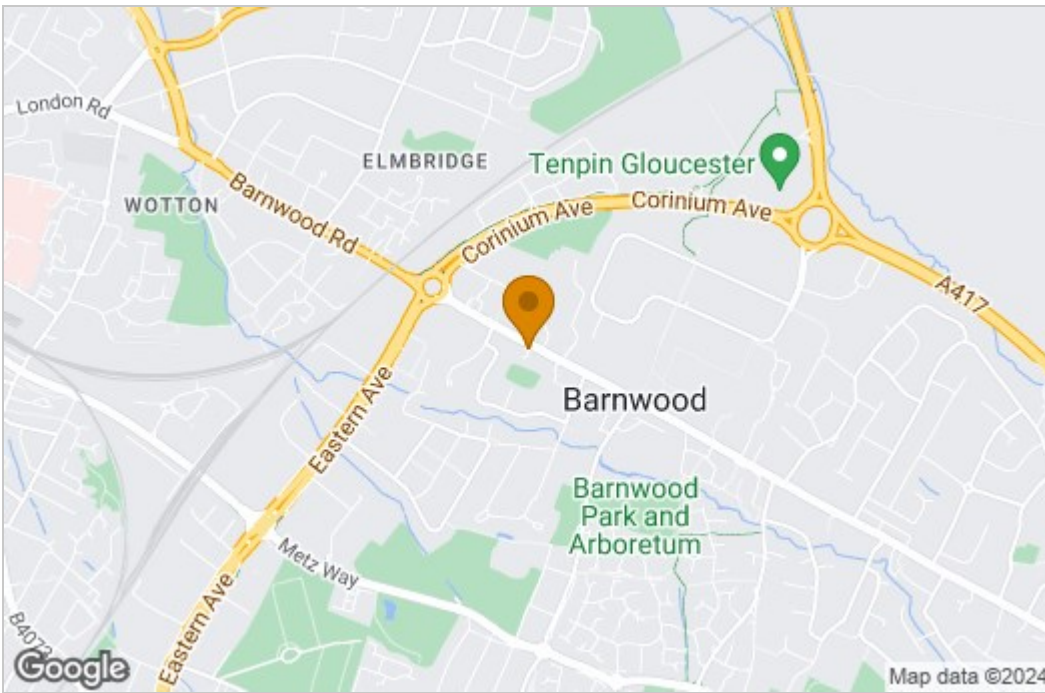 London Rd
ELMBRIDGE
Tenpin Gloucester
WOTTON
Barnwood Rd
Corinium Ave
Corinium Ave
A417
Barnwood
Eastern Ave
Barnwood
Park and
Arboretum
Metz Way
Eastern Ave
B4073
Google
Map data ©2024